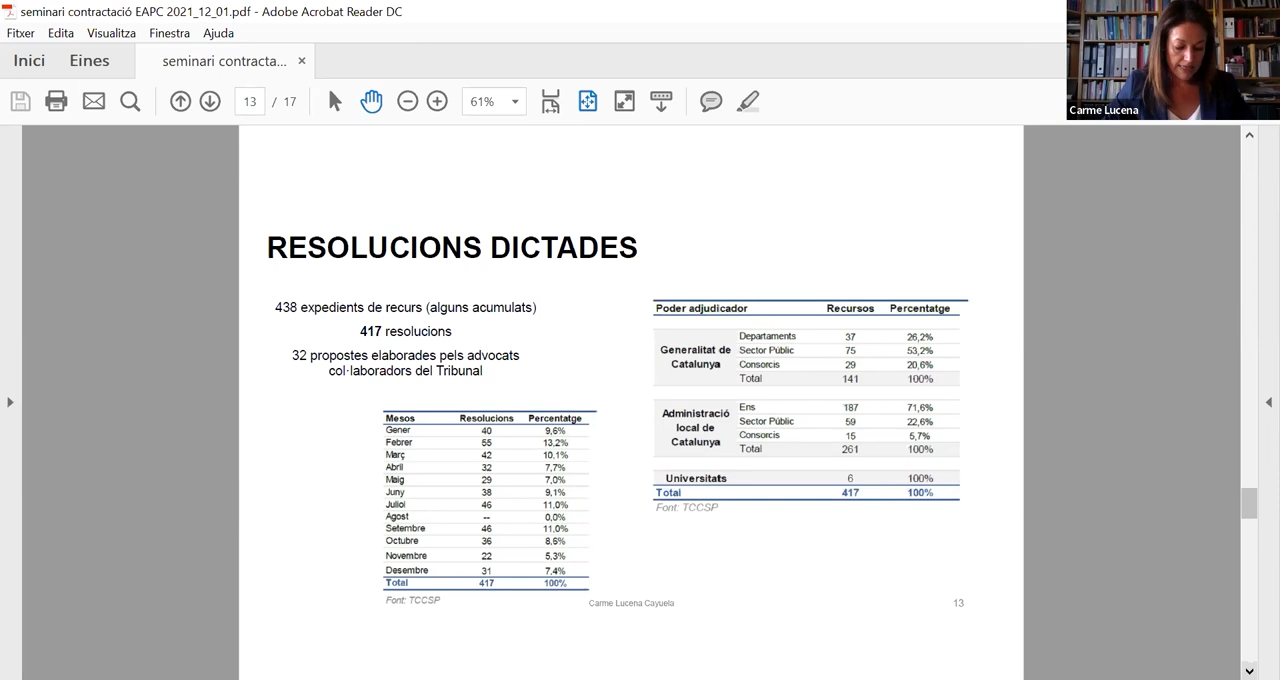 seminari contractació EAPC 2021_12_01.pdf - Adobe Acrobat Reader DC
Fitxer Edita Visualitza Finestra Ajuda
Inici Eines seminari contracta... ×
13 / 17 61%
Carme Lucena
RESOLUCIONS DICTADES
438 expedients de recurs (alguns acumulats)
417 resolucions
32 propostes elaborades pels advocats
col·laboradors del Tribunal
Mesos Resolucions Percentatge
Gener 40 9,6%
Febrer 55 13,2%
Març 42 10,1%
Abril 32 7,7%
Maig 29 7,0%
Juny 38 9,1%
Juliol 46 11,0%
Agost -- 0,0%
Setembre 46 11,0%
Octubre 36 8,6%
Novembre 22 5,3%
Desembre 31 7,4%
Total 417 100%
Font: TCCSP
Poder adjudicador Recursos Percentatge
Generalitat de Catalunya
Departaments 37 26,2%
Sector Públic 75 53,2%
Consorcis 29 20,6%
Total 141 100%
Administració local de Catalunya
Ens 187 71,6%
Sector Públic 59 22,6%
Consorcis 15 5,7%
Total 261 100%
Universitats 6 100%
Total 417 100%
Font: TCCSP
Carme Lucena Cayuela 13